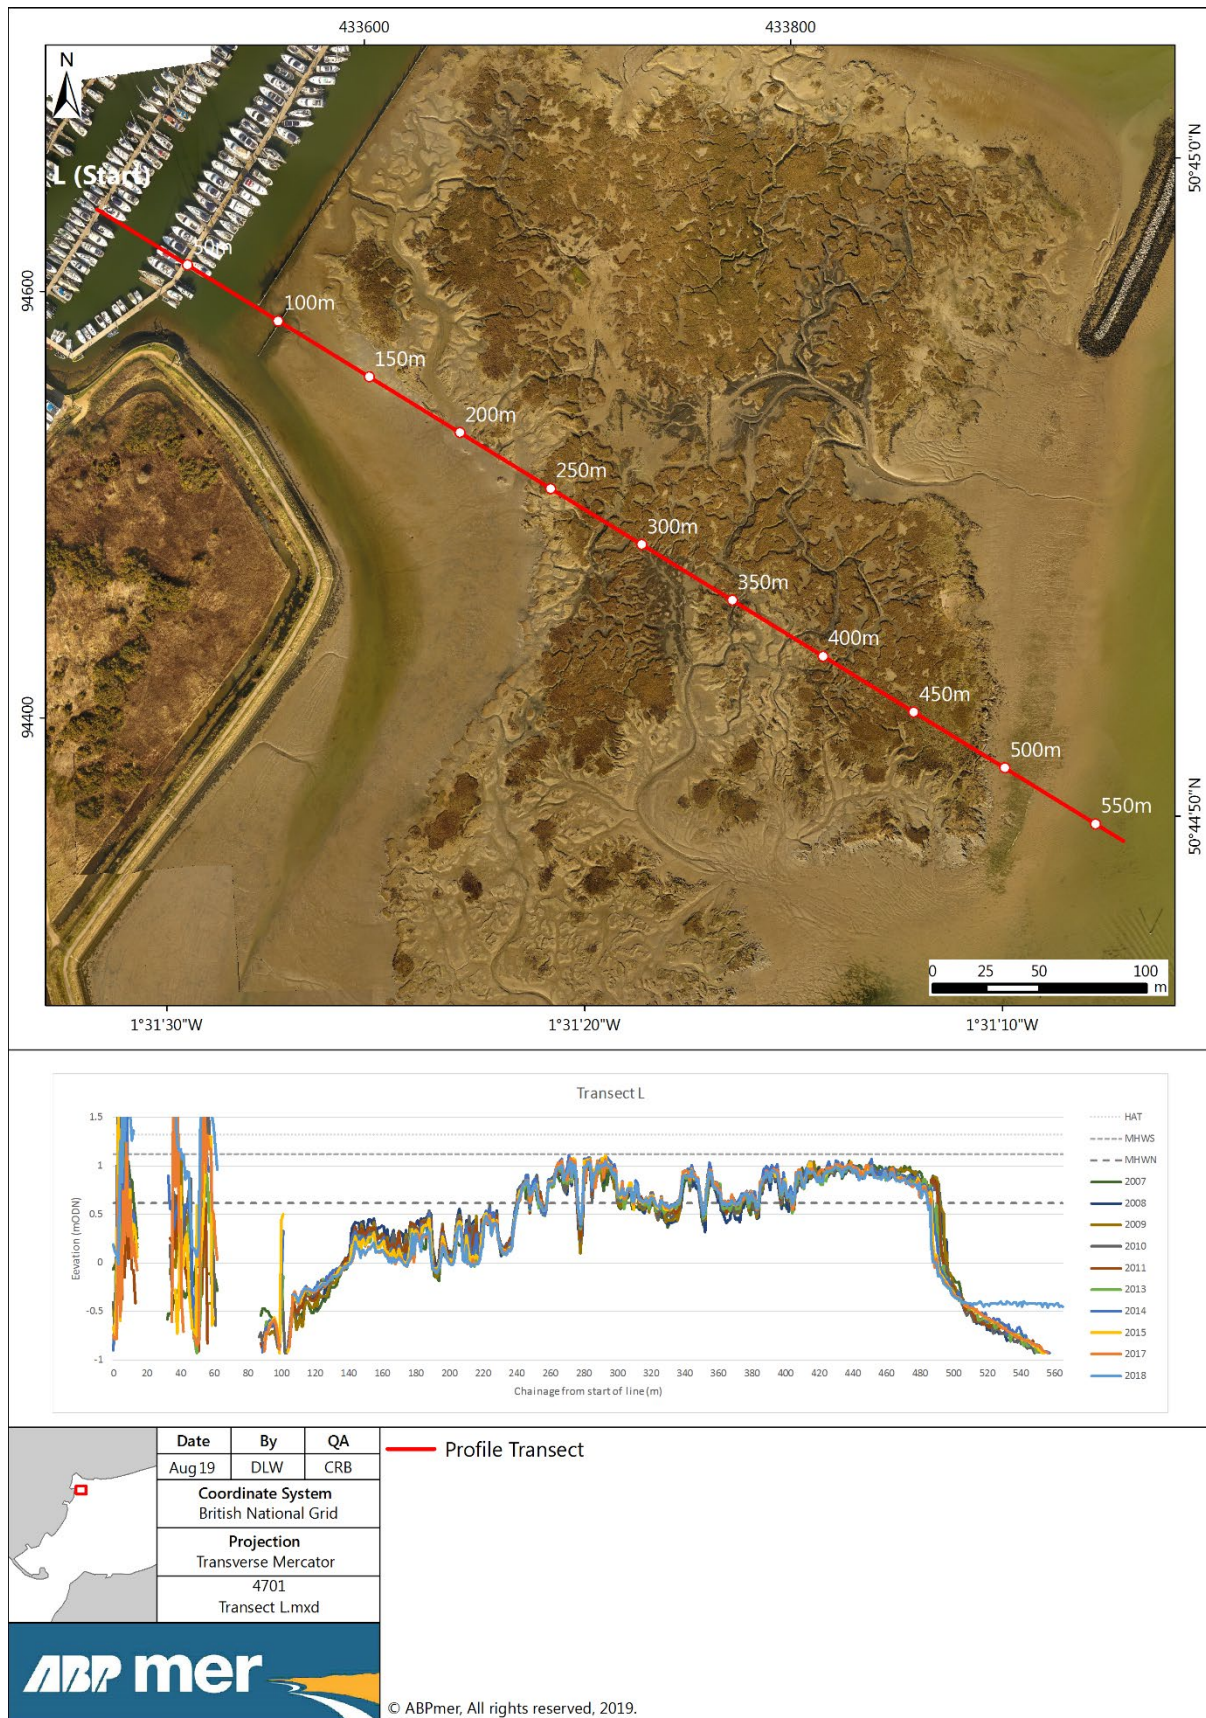 433600
433800
N
L (Start)
50m
100m
150m
200m
250m
300m
350m
400m
450m
500m
550m
94600
94400
50°45'0"N
50°44'50"N
0 25 50 100
m
1°31'30"W
1°31'20"W
1°31'10"W
Transect L
Eevation (mODN)
1.5
1
0.5
0
-0.5
-1
0 20 40 60 80 100 120 140 160 180 200 220 240 260 280 300 320 340 360 380 400 420 440 460 480 500 520 540 560
Chainage from start of line (m)
HAT
MHWS
MHWN
2007
2008
2009
2010
2011
2013
2014
2015
2017
2018
Date By QA
Aug 19 DLW CRB
Coordinate System
British National Grid
Projection
Transverse Mercator
4701
Transect L.mxd
Profile Transect
ABP mer
© ABPmer, All rights reserved, 2019.